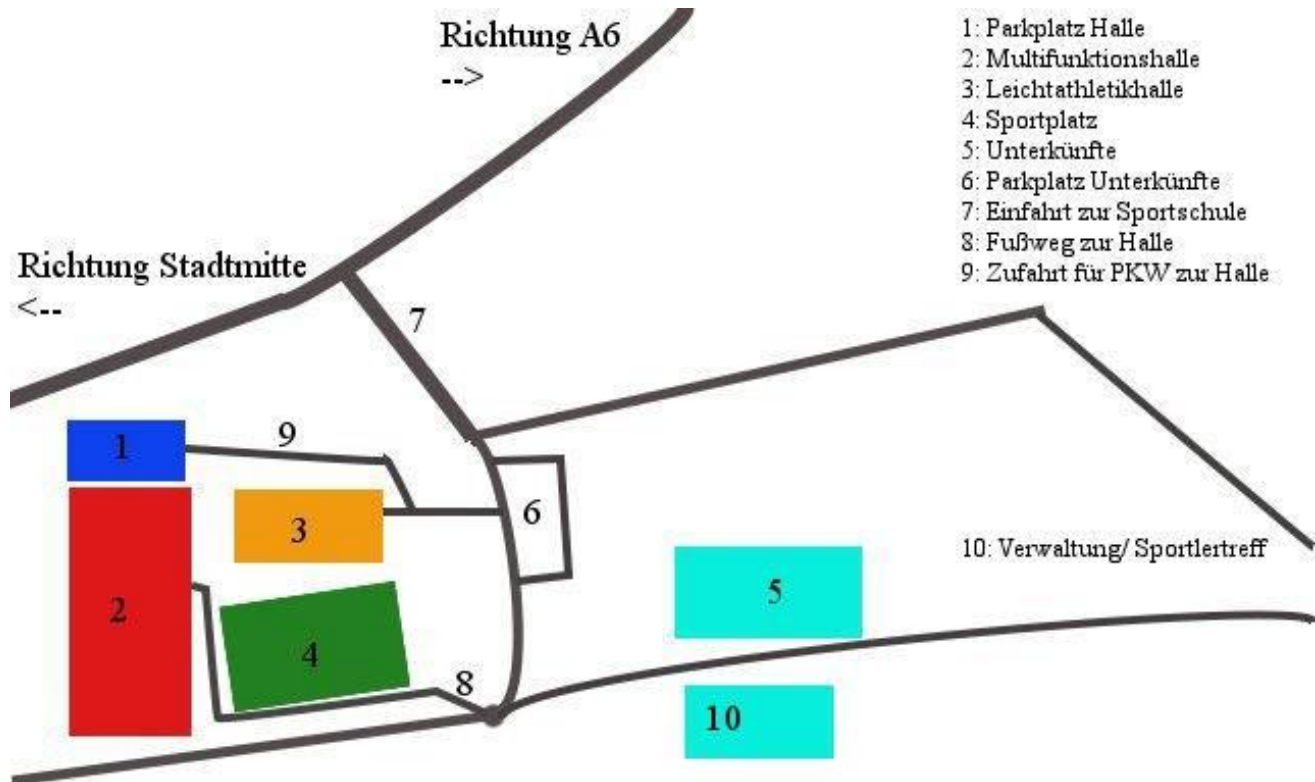 Richtung A6
-->
1: Parkplatz Halle
2: Multifunktionshalle
3: Leichtathletikhalle
4: Sportplatz
5: Unterkünfte
6: Parkplatz Unterkünfte
7: Einfahrt zur Sportschule
8: Fußweg zur Halle
9: Zufahrt für PKW zur Halle
Richtung Stadtmitte
<--
7
1
9
3
6
10: Verwaltung/ Sportlertreff
2
4
5
8
10